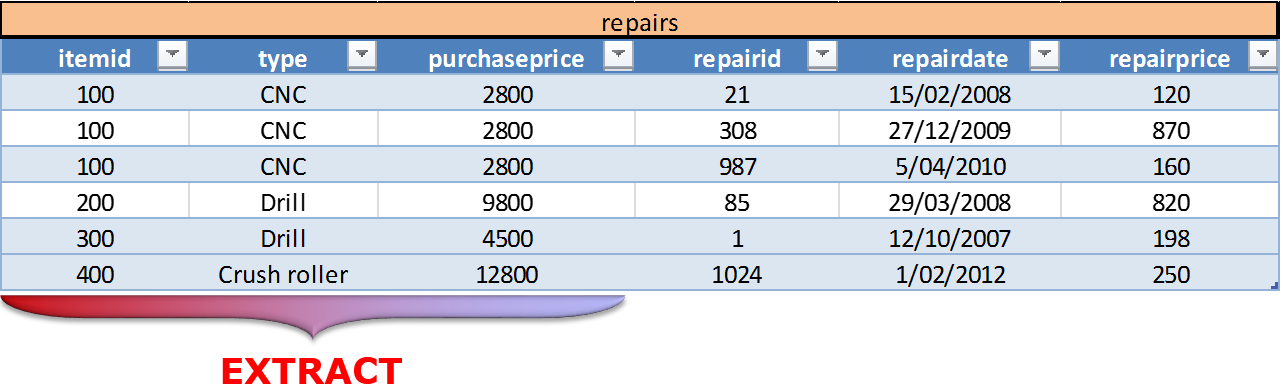 repairs
itemid type purchaseprice repairid repairdate repairprice
100 CNC 2800 21 15/02/2008 120
100 CNC 2800 308 27/12/2009 870
100 CNC 2800 987 5/04/2010 160
200 Drill 9800 85 29/03/2008 820
300 Drill 4500 1 12/10/2007 198
400 Crush roller 12800 1024 1/02/2012 250
EXTRACT